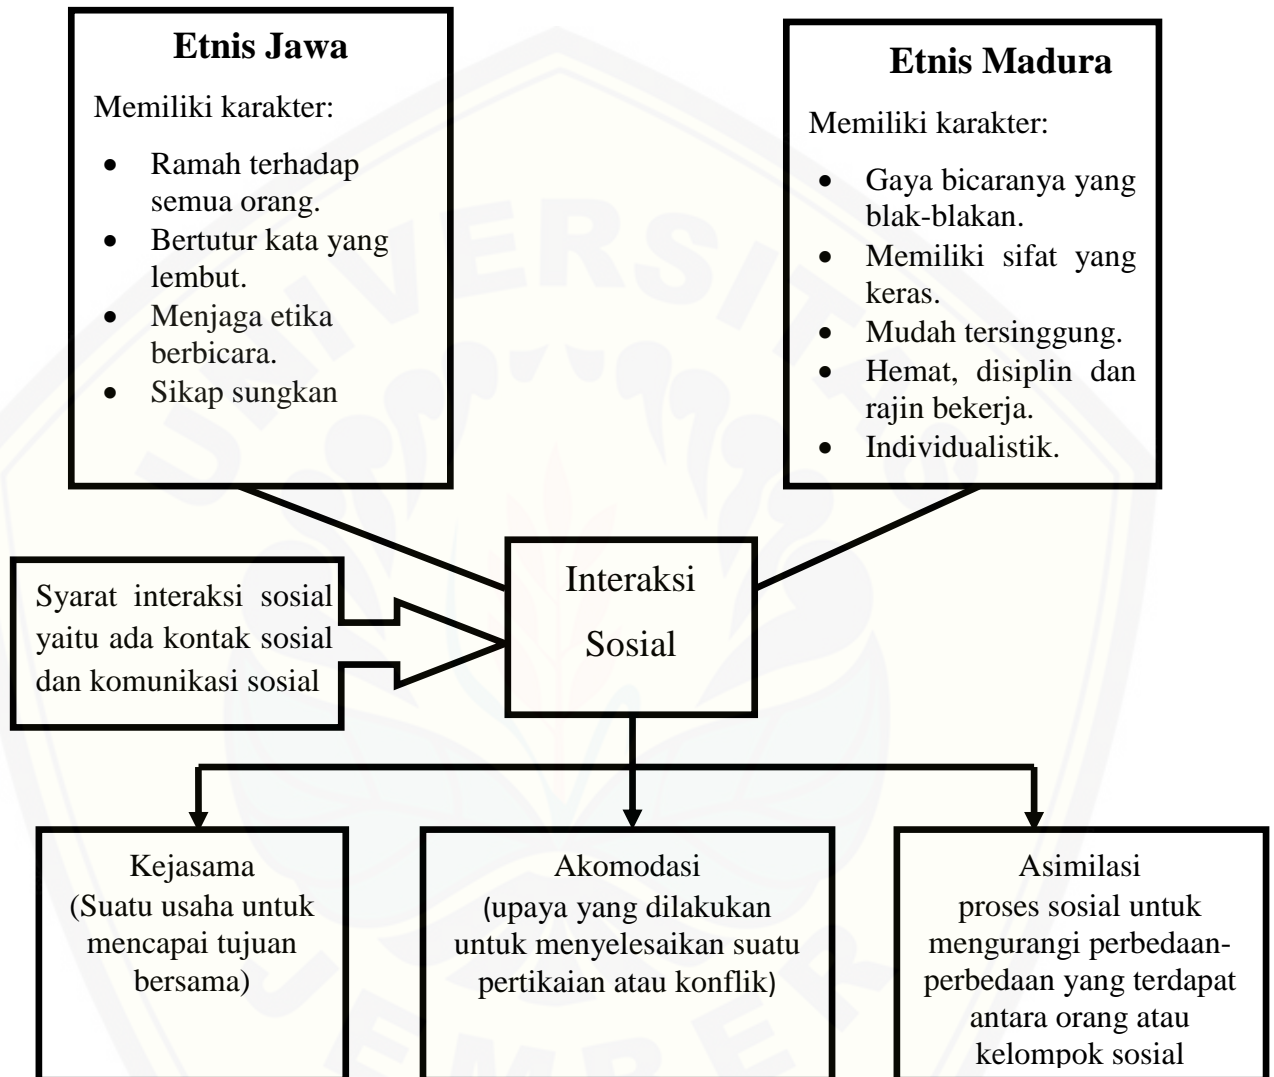 Etnis Jawa
Memiliki karakter:
• Ramah terhadap
semua orang.
• Bertutur kata yang
lembut.
• Menjaga etika
berbicara.
• Sikap sungkan
Etnis Madura
Memiliki karakter:
• Gaya bicaranya yang
blak-blakan.
• Memiliki sifat yang
keras.
• Mudah tersinggung.
• Hemat, disiplin dan
rajin bekerja.
• Individualistik.
Interaksi
Sosial
Syarat interaksi sosial
yaitu ada kontak sosial
dan komunikasi sosial
Kejasama
(Suatu usaha untuk
mencapai tujuan
bersama)
Akomodasi
(upaya yang dilakukan
untuk menyelesaikan suatu
pertikaian atau konflik)
Asimilasi
proses sosial untuk
mengurangi perbedaan-
perbedaan yang terdapat
antara orang atau
kelompok sosial
UNIVERSITAS
JEMBER